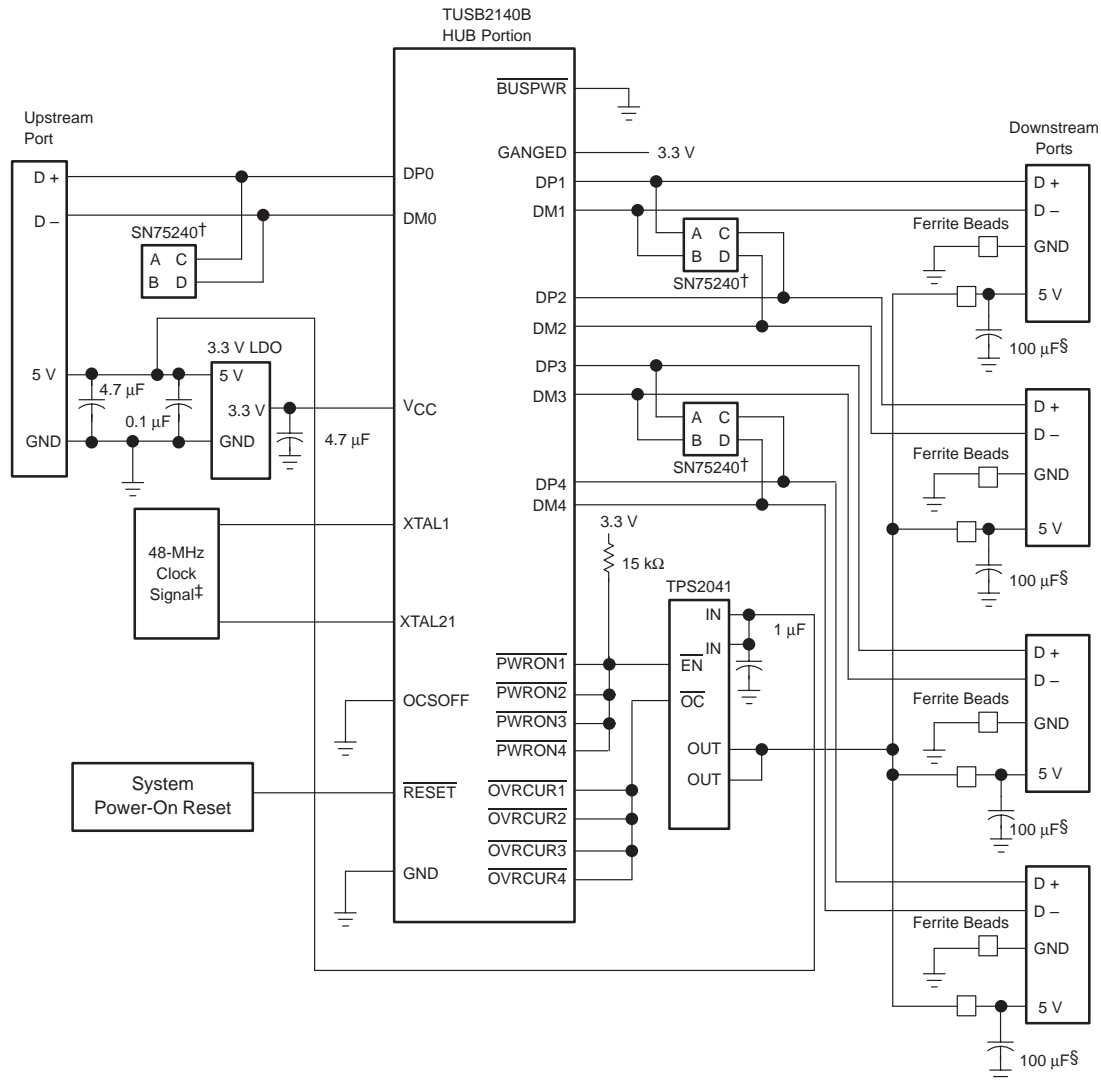 TUSB2140B
HUB Portion
Upstream
Port
D +
D –
5 V
GND
SN75240†
A C
B D
3.3 V LDO
5 V
3.3 V
GND
4.7 µF
0.1 µF
4.7 µF
48-MHz
Clock
Signal‡
System
Power-On Reset
DP0
DM0
VCC
XTAL1
XTAL21
OCSOFF
RESET
GND
BUSPWR
GANGED
3.3 V
DP1
DM1
A C
B D
SN75240†
DP2
DM2
DP3
DM3
A C
B D
SN75240†
DP4
DM4
3.3 V
15 kΩ
TPS2041
IN
IN
EN
OC
OUT
OUT
1 µF
PWRON1
PWRON2
PWRON3
PWRON4
OVRCUR1
OVRCUR2
OVRCUR3
OVRCUR4
Downstream
Ports
D +
D –
Ferrite Beads
GND
5 V
100 µF§
D +
D –
Ferrite Beads
GND
5 V
100 µF§
D +
D –
Ferrite Beads
GND
5 V
100 µF§
D +
D –
Ferrite Beads
GND
5 V
100 µF§